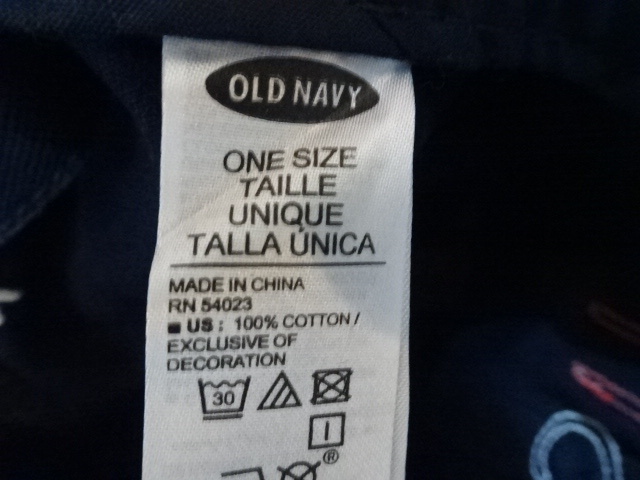 OLD NAVY
ONE SIZE
TAILLE
UNIQUE
TALLA ÚNICA
MADE IN CHINA
RN 54023
US: 100% COTTON /
EXCLUSIVE OF
DECORATION
30
®